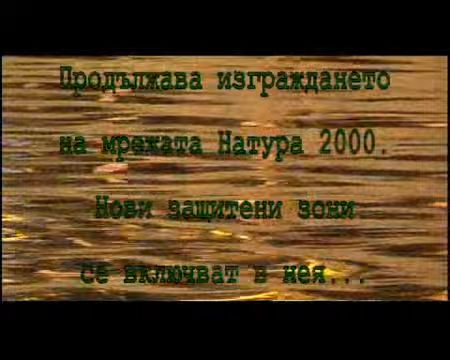 Продължава изграждането
на мрежата Натура 2000.
Нови защитени зони
Се включват в нея...